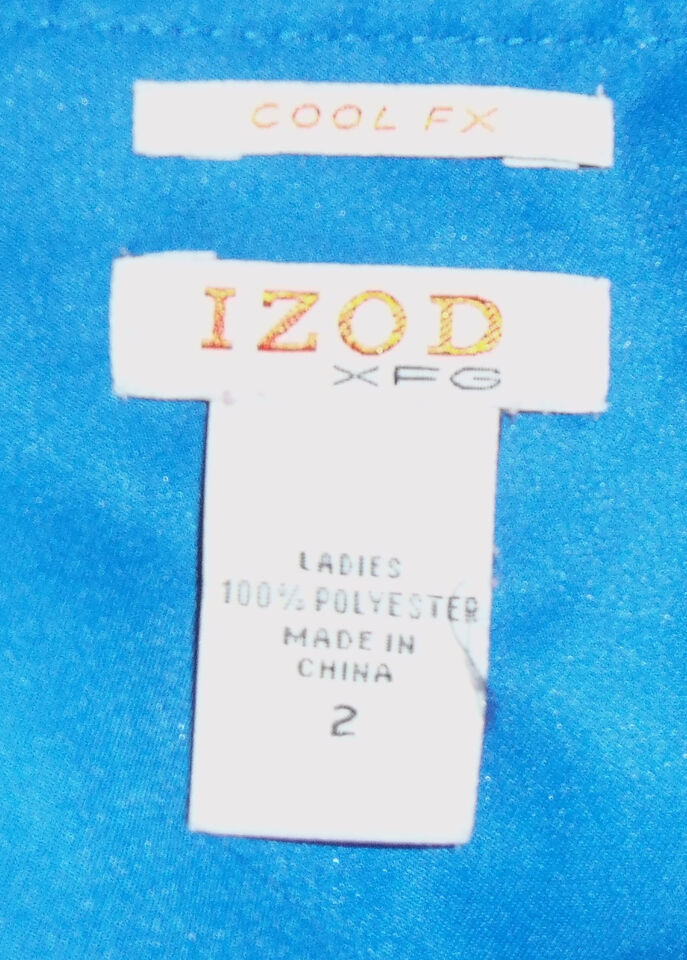 COOL FX
IZOD
XFG
LADIES
100% POLYESTER
MADE IN
CHINA
2